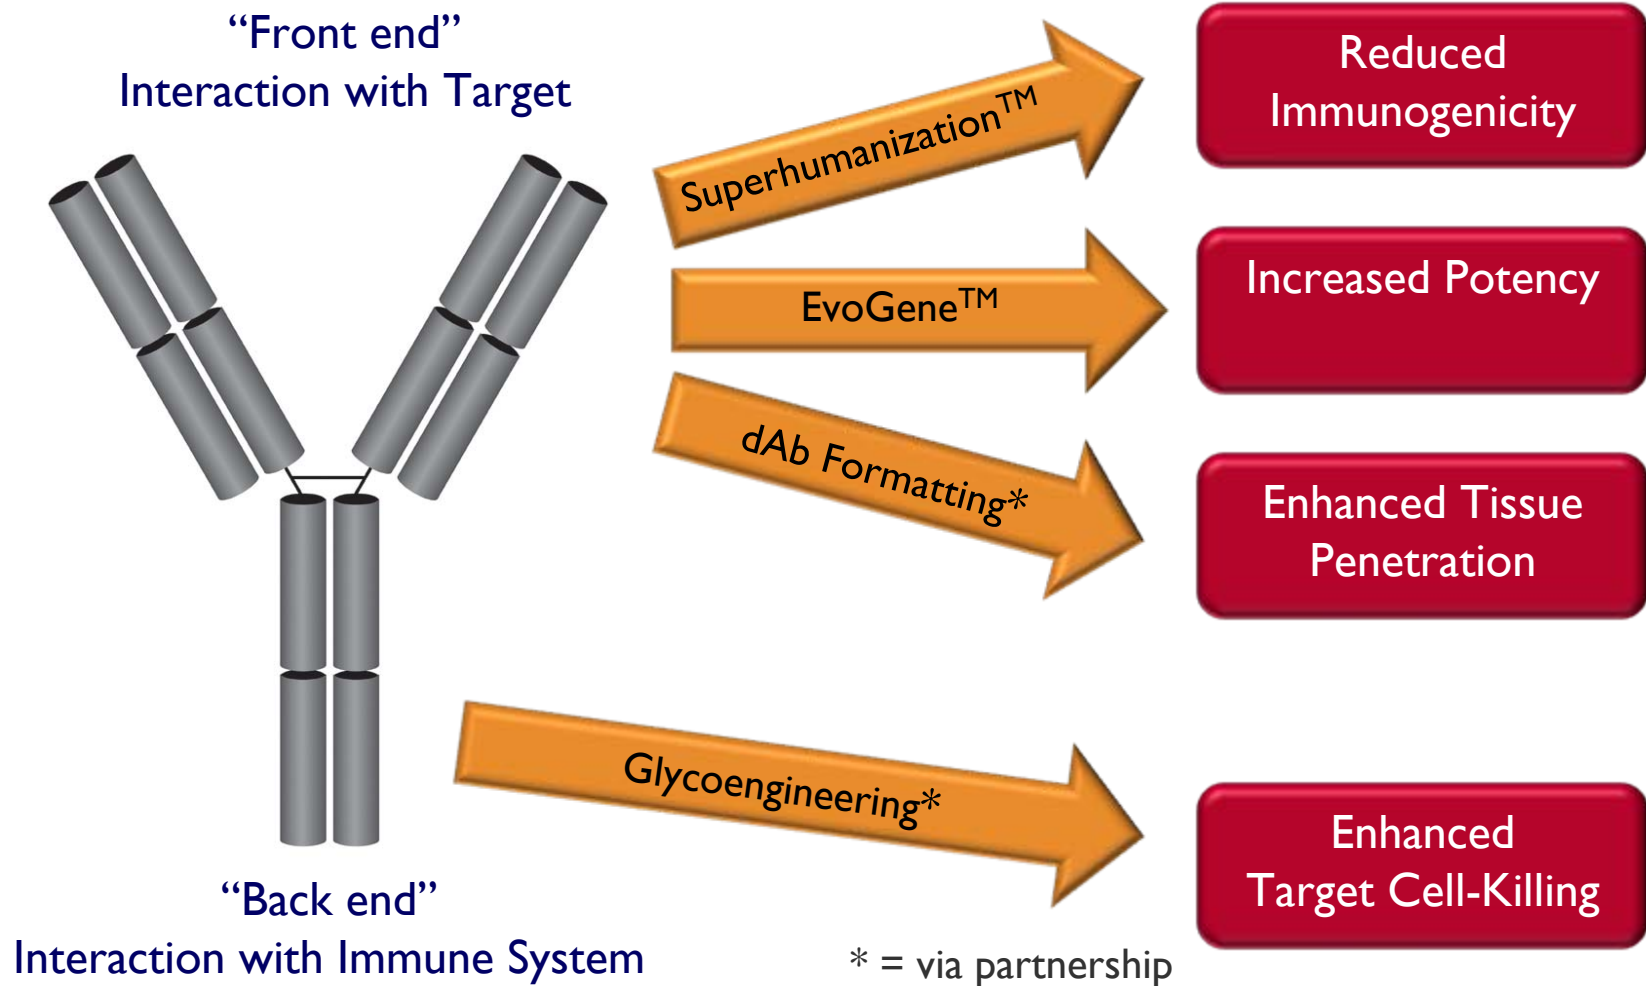 “Front end”
Interaction with Target
Superhumanization™
Reduced
Immunogenicity
EvoGene™
Increased Potency
dAb Formatting*
Enhanced Tissue
Penetration
Glycoengineering*
Enhanced
Target Cell-Killing
“Back end”
Interaction with Immune System
* = via partnership